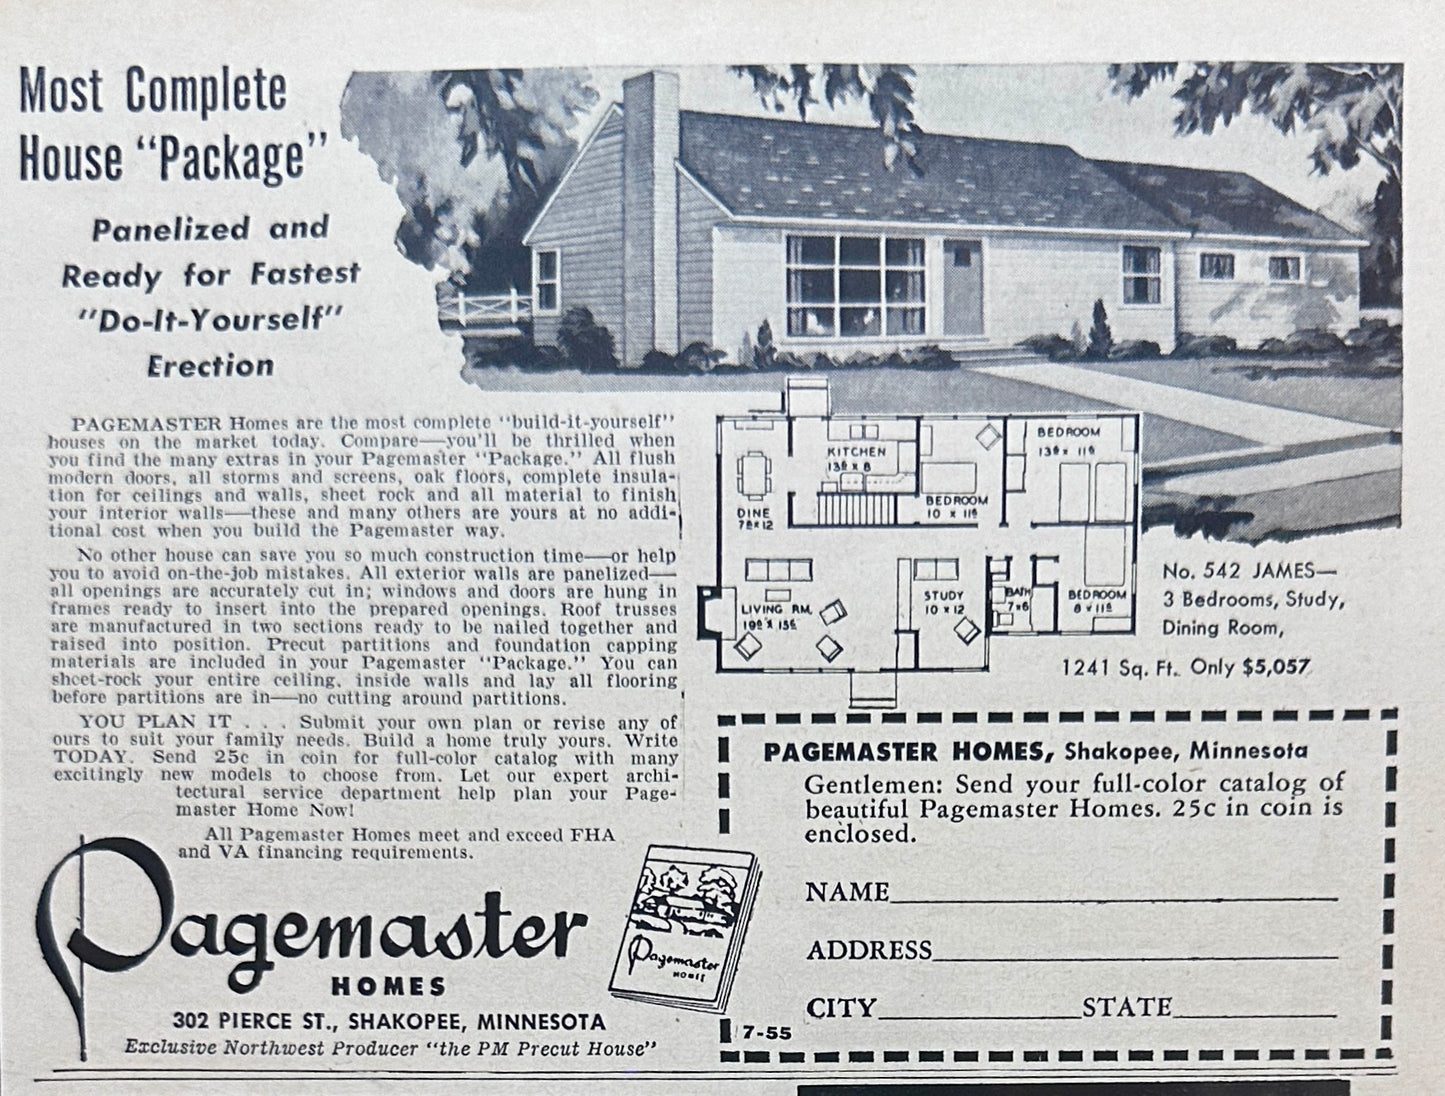 Most Complete
House "Package"
Panelized and
Ready for Fastest
"Do-It-Yourself"
Erection
PAGEMASTER Homes are the most complete "build-it-yourself"
houses on the market today. Compare—you'll be thrilled when
you find the many extras in your Pagemaster "Package." All flush
modern doors, all storms and screens, oak floors, complete insula-
tion for ceilings and walls, sheet rock and all material to finish
your interior walls—these and many others are yours at no addi-
tional cost when you build the Pagemaster way.
No other house can save you so much construction time—or help
you to avoid on-the-job mistakes. All exterior walls are panelized—
all openings are accurately cut in; windows and doors are hung in
frames ready to insert into the prepared openings. Roof trusses
are manufactured in two sections ready to be nailed together and
raised into position. Precut partitions and foundation capping
materials are included in your Pagemaster "Package." You can
sheet-rock your entire ceiling, inside walls and lay all flooring
before partitions are in—no cutting around partitions.
YOU PLAN IT . . . Submit your own plan or revise any of
ours to suit your family needs. Build a home truly yours. Write
TODAY. Send 25c in coin for full-color catalog with many
excitingly new models to choose from. Let our expert archi-
tectural service department help plan your Page-
master Home Now!
All Pagemaster Homes meet and exceed FHA
and VA financing requirements.
Pagemaster
HOMES
302 PIERCE ST., SHAKOPEE, MINNESOTA
Exclusive Northwest Producer "the PM Precut House"
Pagemaster
HOMES
KITCHEN
13⁶ x 8
BEDROOM
13⁶ x 11⁶
DINE
7⁸ x 12
BEDROOM
10 x 11⁶
LIVING RM.
19⁶ x 15⁶
STUDY
10 x 12
BATH
7x6
BEDROOM
8 x 11⁶
No. 542 JAMES—
3 Bedrooms, Study,
Dining Room,
1241 Sq. Ft. Only $5,057
PAGEMASTER HOMES, Shakopee, Minnesota
Gentlemen: Send your full-color catalog of
beautiful Pagemaster Homes. 25c in coin is
enclosed.
NAME
ADDRESS
CITY STATE
7-55